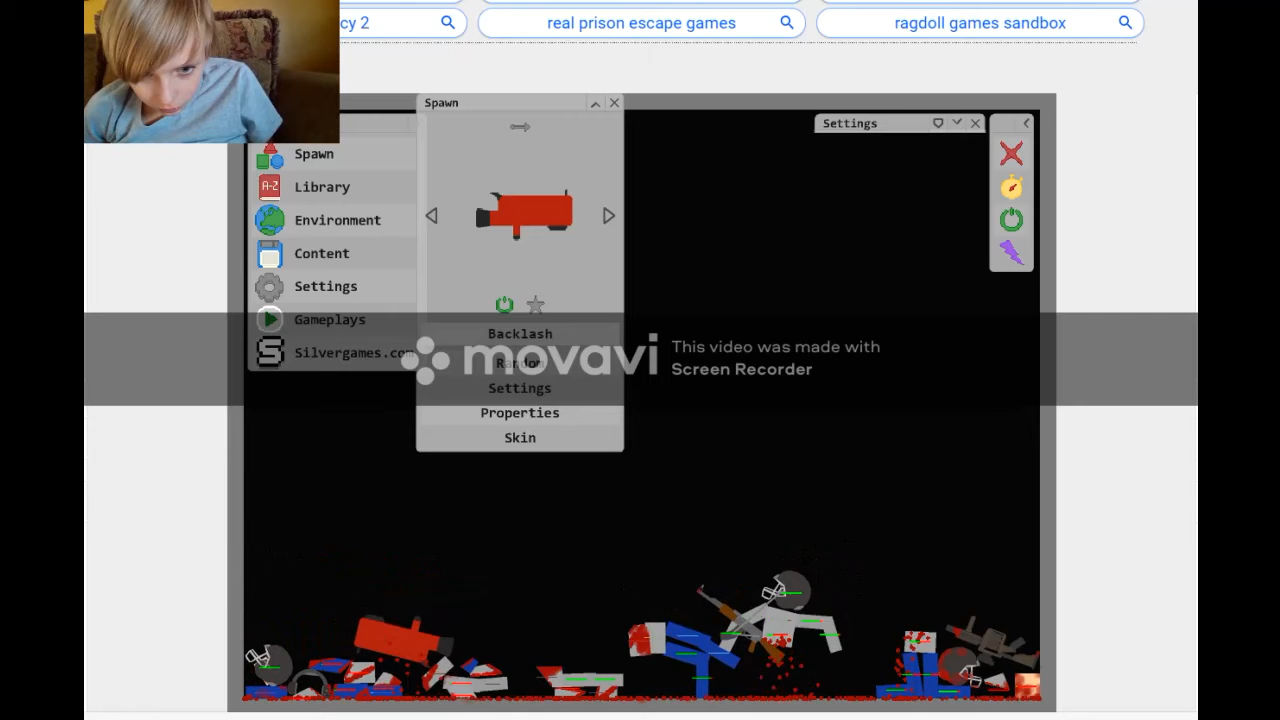 cy 2
real prison escape games
ragdoll games sandbox
Spawn
Settings
Spawn
Library
Environment
Content
Settings
Gameplays
Silvergames.com
A-Z
Backlash
Random
Settings
Properties
Skin
movavi
This video was made with
Screen Recorder